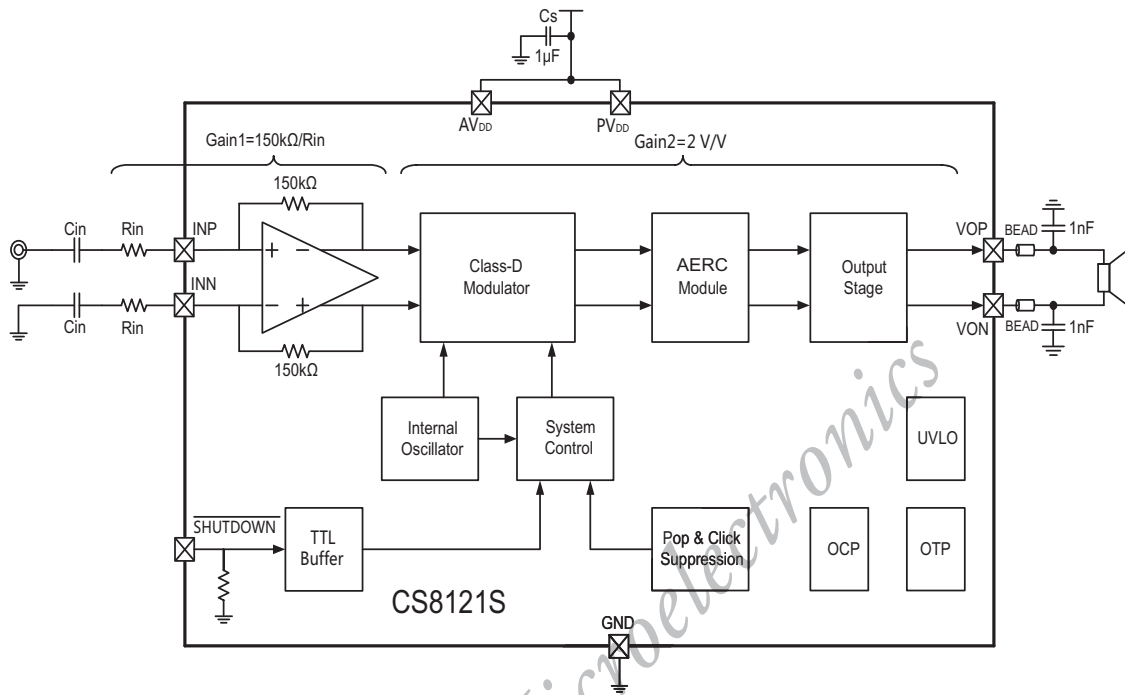 Cs
1μF
AVDD
PVDD
Gain1=150kΩ/Rin
Gain2=2 V/V
150kΩ
Cin
Rin
INP
INN
Cin
Rin
150kΩ
+
−
−
+
Class-D
Modulator
AERC
Module
Output
Stage
VOP
BEAD
1nF
VON
BEAD
1nF
Internal
Oscillator
System
Control
UVLO
SHUTDOWN
TTL
Buffer
Pop & Click
Suppression
OCP
OTP
CS8121S
GND
Microelectronics